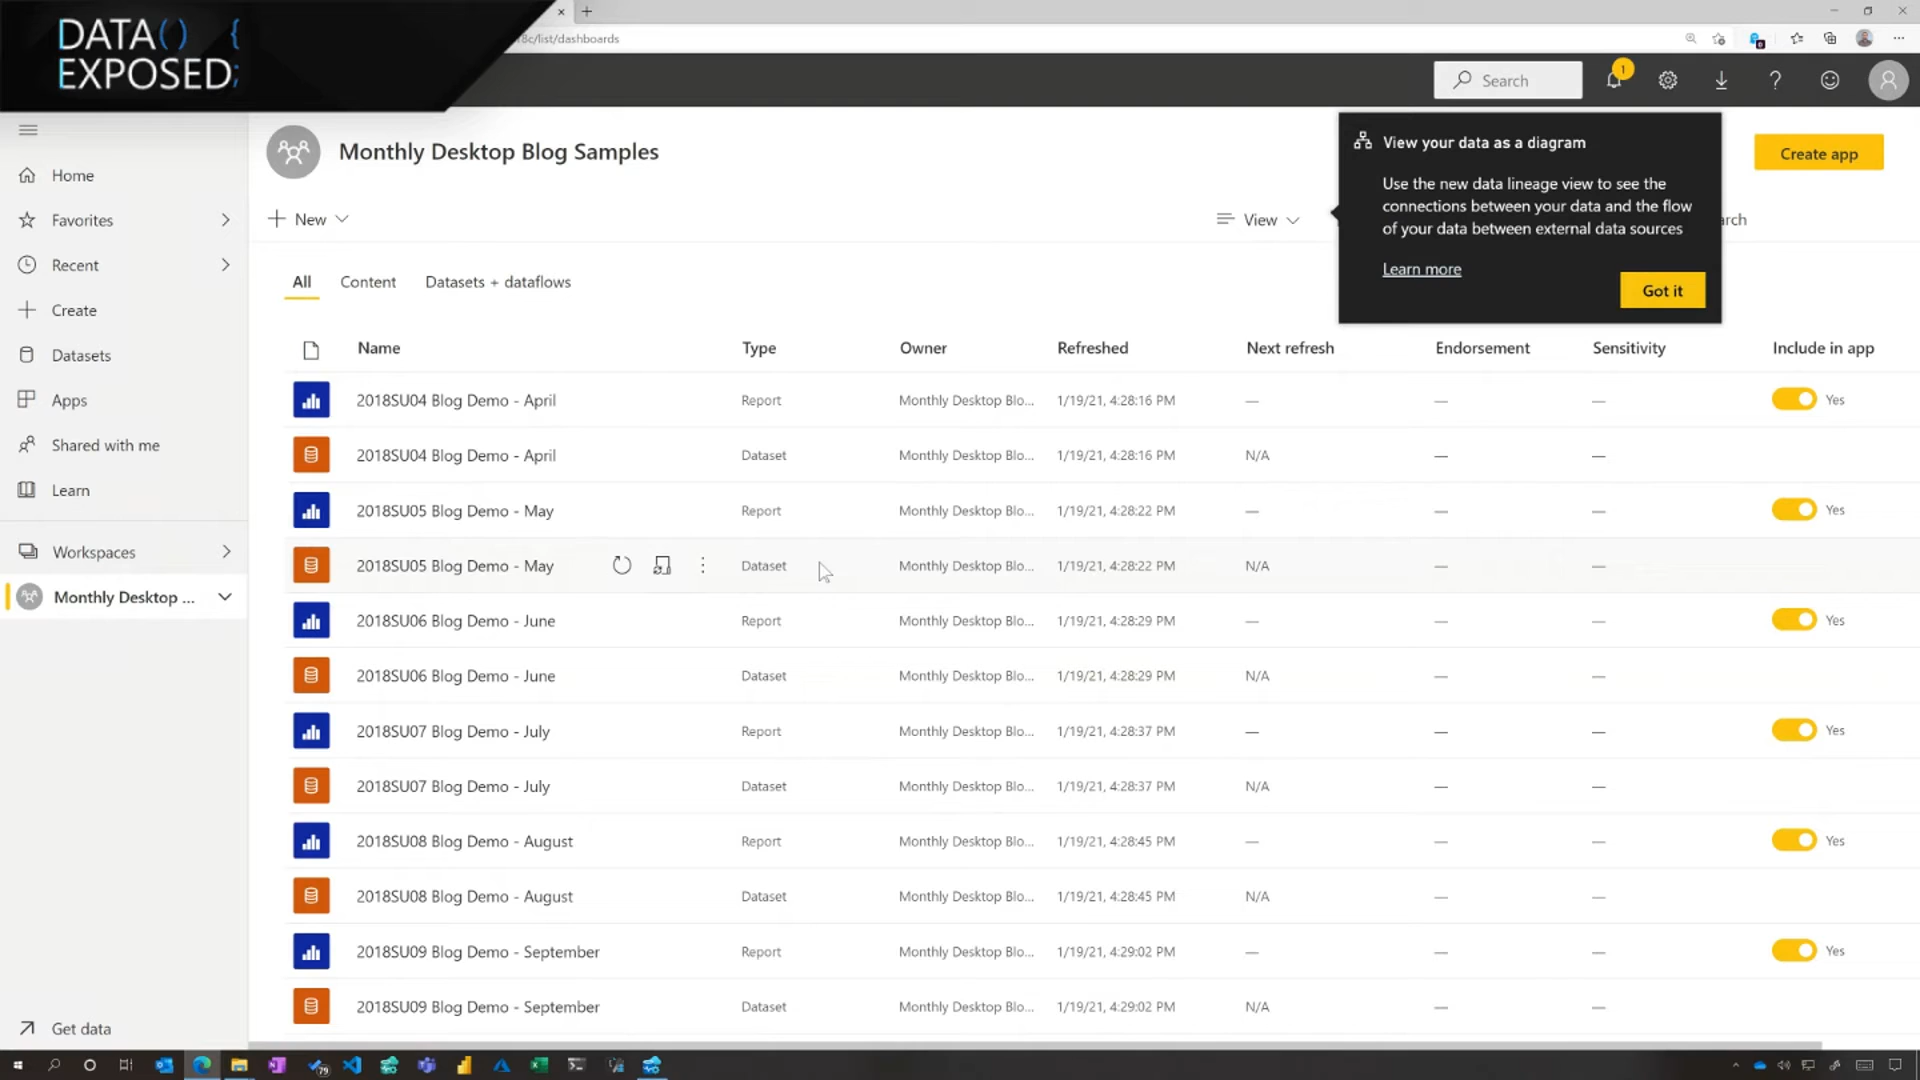 DATA() {
EXPOSED;
8c/list/dashboards
Search
1
Monthly Desktop Blog Samples
View your data as a diagram
Use the new data lineage view to see the
connections between your data and the flow
of your data between external data sources
Learn more
Got it
Create app
Home
Favorites
Recent
Create
Datasets
Apps
Shared with me
Learn
Workspaces
Monthly Desktop ...
Get data
New
View
All Content Datasets + dataflows
Name Type Owner Refreshed Next refresh Endorsement Sensitivity Include in app
2018SU04 Blog Demo - April Report Monthly Desktop Blo... 1/19/21, 4:28:16 PM — — — Yes
2018SU04 Blog Demo - April Dataset Monthly Desktop Blo... 1/19/21, 4:28:16 PM N/A — —
2018SU05 Blog Demo - May Report Monthly Desktop Blo... 1/19/21, 4:28:22 PM — — — Yes
2018SU05 Blog Demo - May Dataset Monthly Desktop Blo... 1/19/21, 4:28:22 PM N/A — —
2018SU06 Blog Demo - June Report Monthly Desktop Blo... 1/19/21, 4:28:29 PM — — — Yes
2018SU06 Blog Demo - June Dataset Monthly Desktop Blo... 1/19/21, 4:28:29 PM N/A — —
2018SU07 Blog Demo - July Report Monthly Desktop Blo... 1/19/21, 4:28:37 PM — — — Yes
2018SU07 Blog Demo - July Dataset Monthly Desktop Blo... 1/19/21, 4:28:37 PM N/A — —
2018SU08 Blog Demo - August Report Monthly Desktop Blo... 1/19/21, 4:28:45 PM — — — Yes
2018SU08 Blog Demo - August Dataset Monthly Desktop Blo... 1/19/21, 4:28:45 PM N/A — —
2018SU09 Blog Demo - September Report Monthly Desktop Blo... 1/19/21, 4:29:02 PM — — — Yes
2018SU09 Blog Demo - September Dataset Monthly Desktop Blo... 1/19/21, 4:29:02 PM N/A — —
79